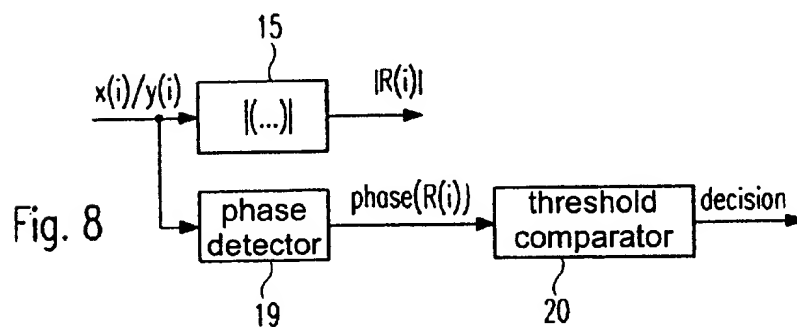 15
x(i)/y(i)
|(...)|
|R(i)|
Fig. 8
phase
detector
phase(R(i))
threshold
comparator
decision
19
20